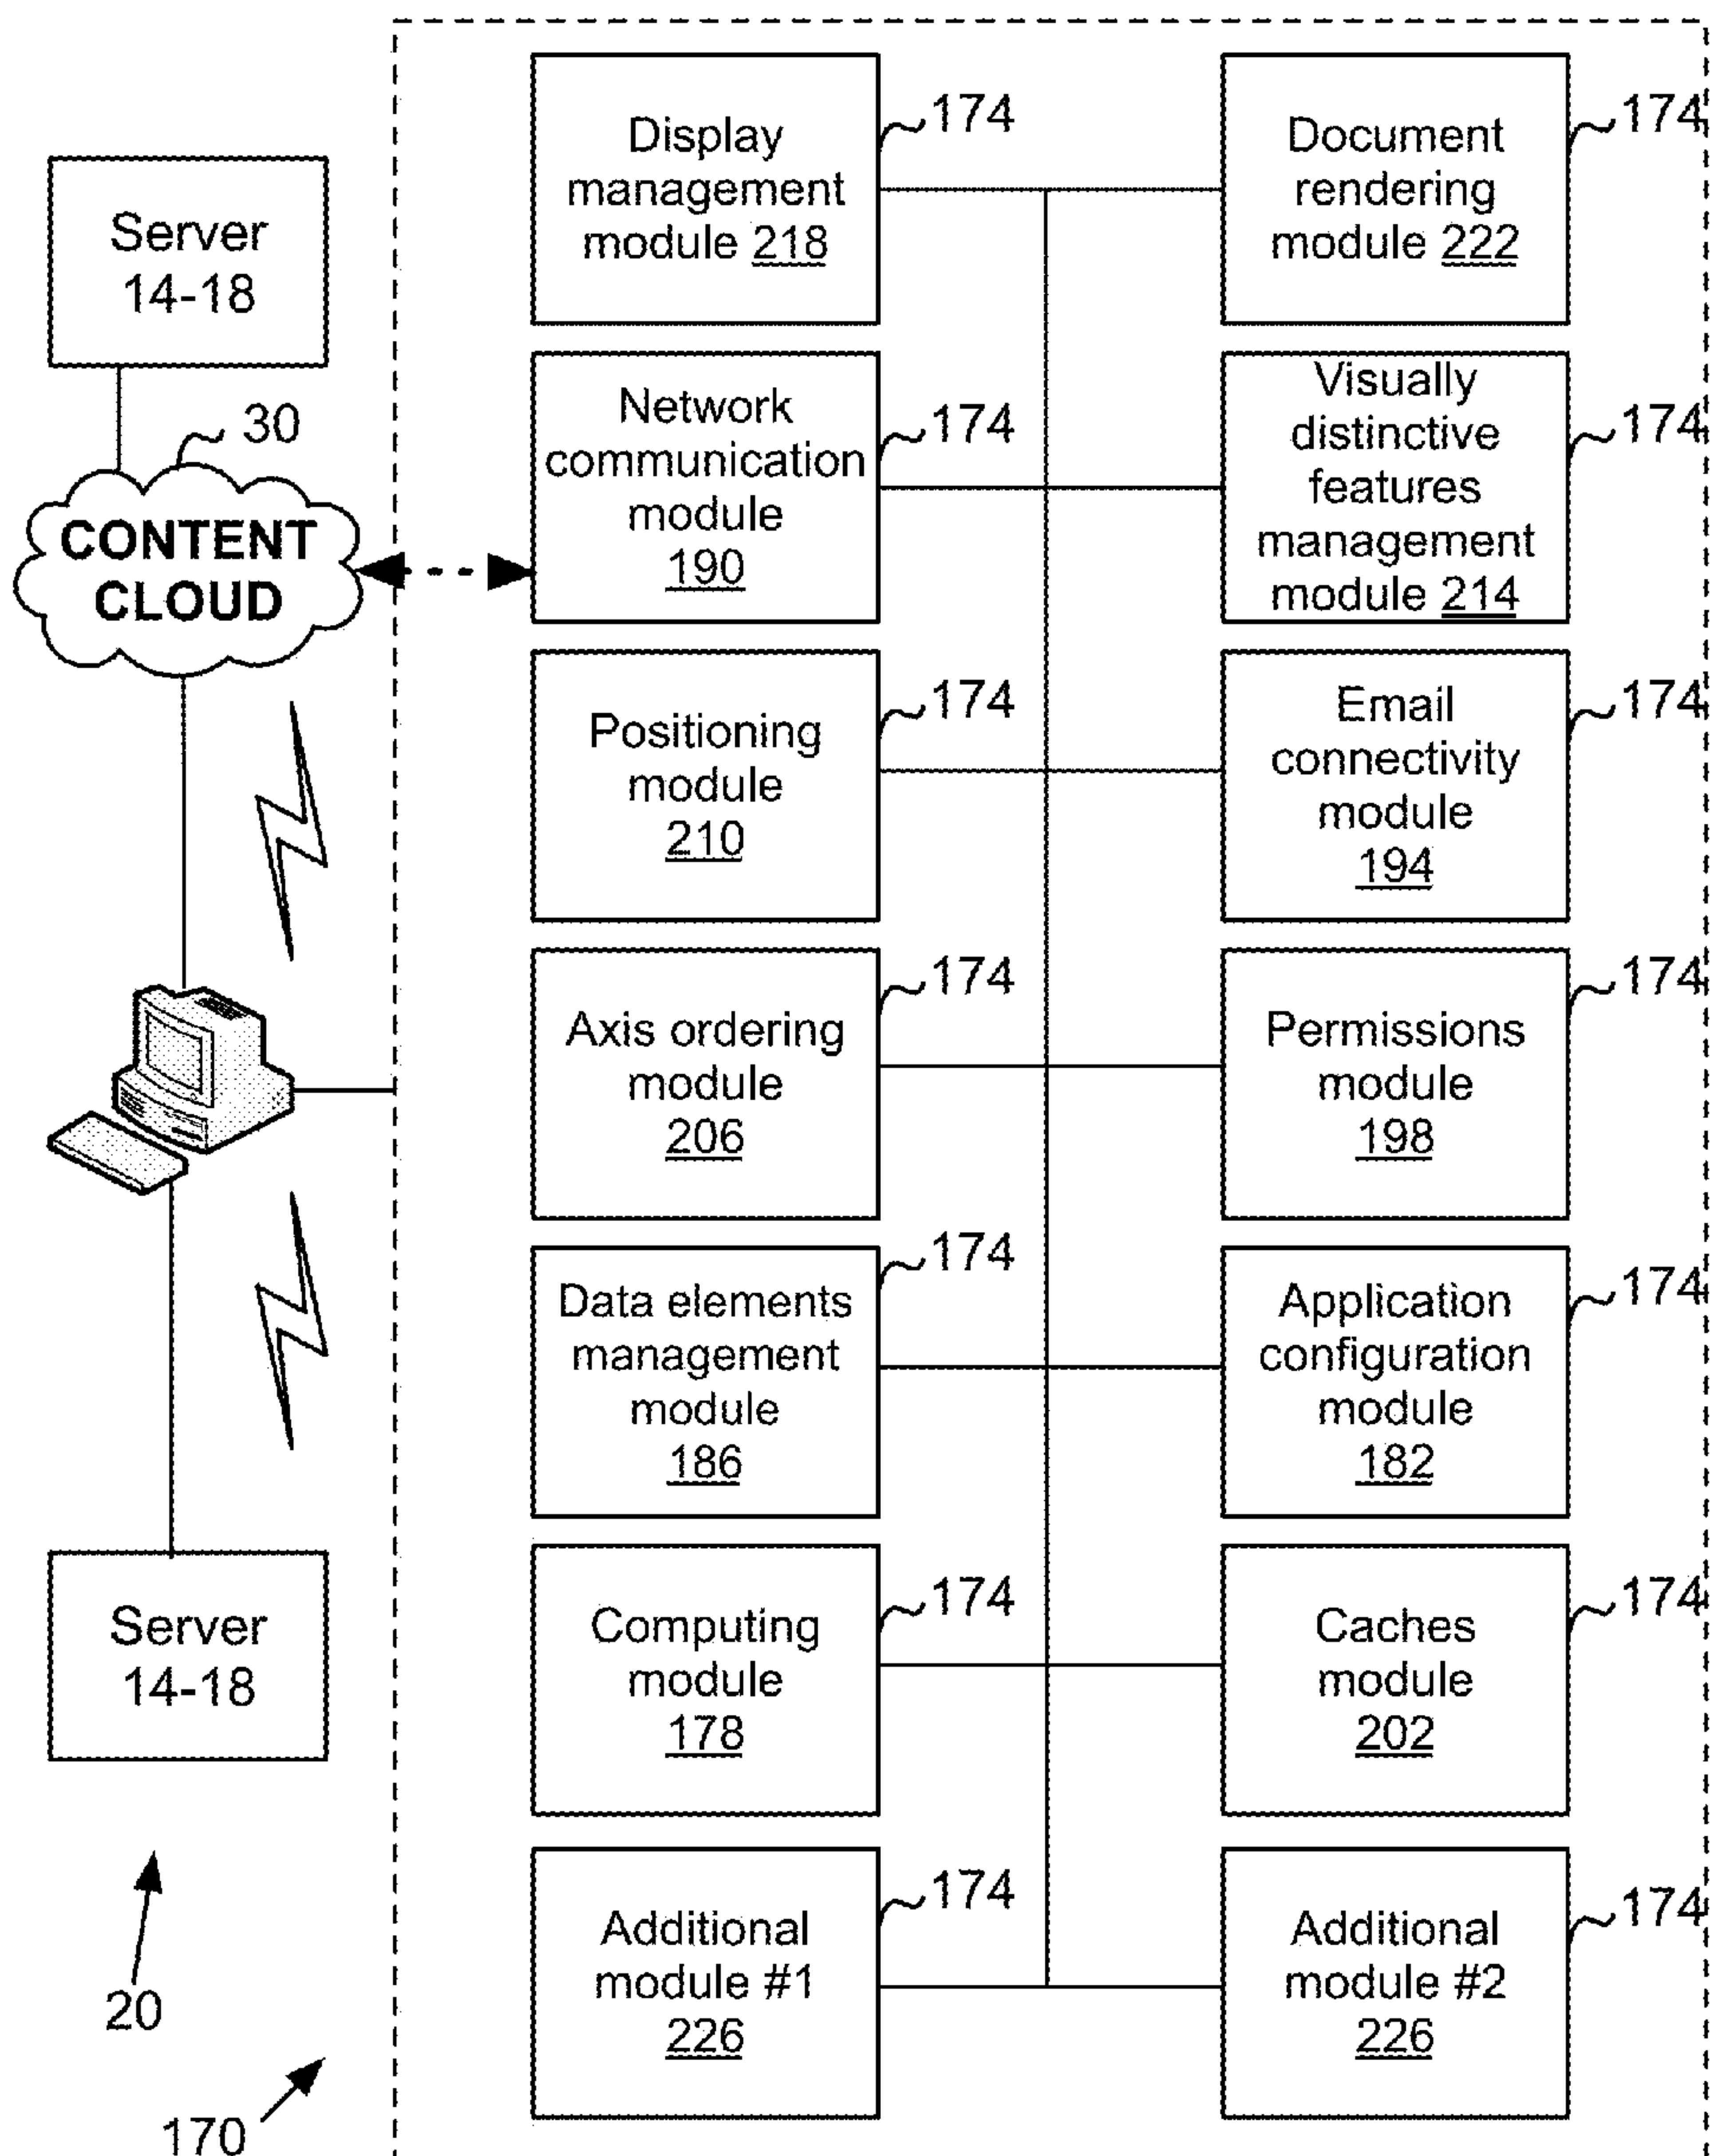 Server
14-18
30
CONTENT
CLOUD
Server
14-18
20
170
Display
management
module 218
174
Document
rendering
module 222
174
Network
communication
module
190
174
Visually
distinctive
features
management
module 214
174
Positioning
module
210
174
Email
connectivity
module
194
174
Axis ordering
module
206
174
Permissions
module
198
174
Data elements
management
module
186
174
Application
configuration
module
182
174
Computing
module
178
174
Caches
module
202
174
Additional
module #1
226
174
Additional
module #2
226
174